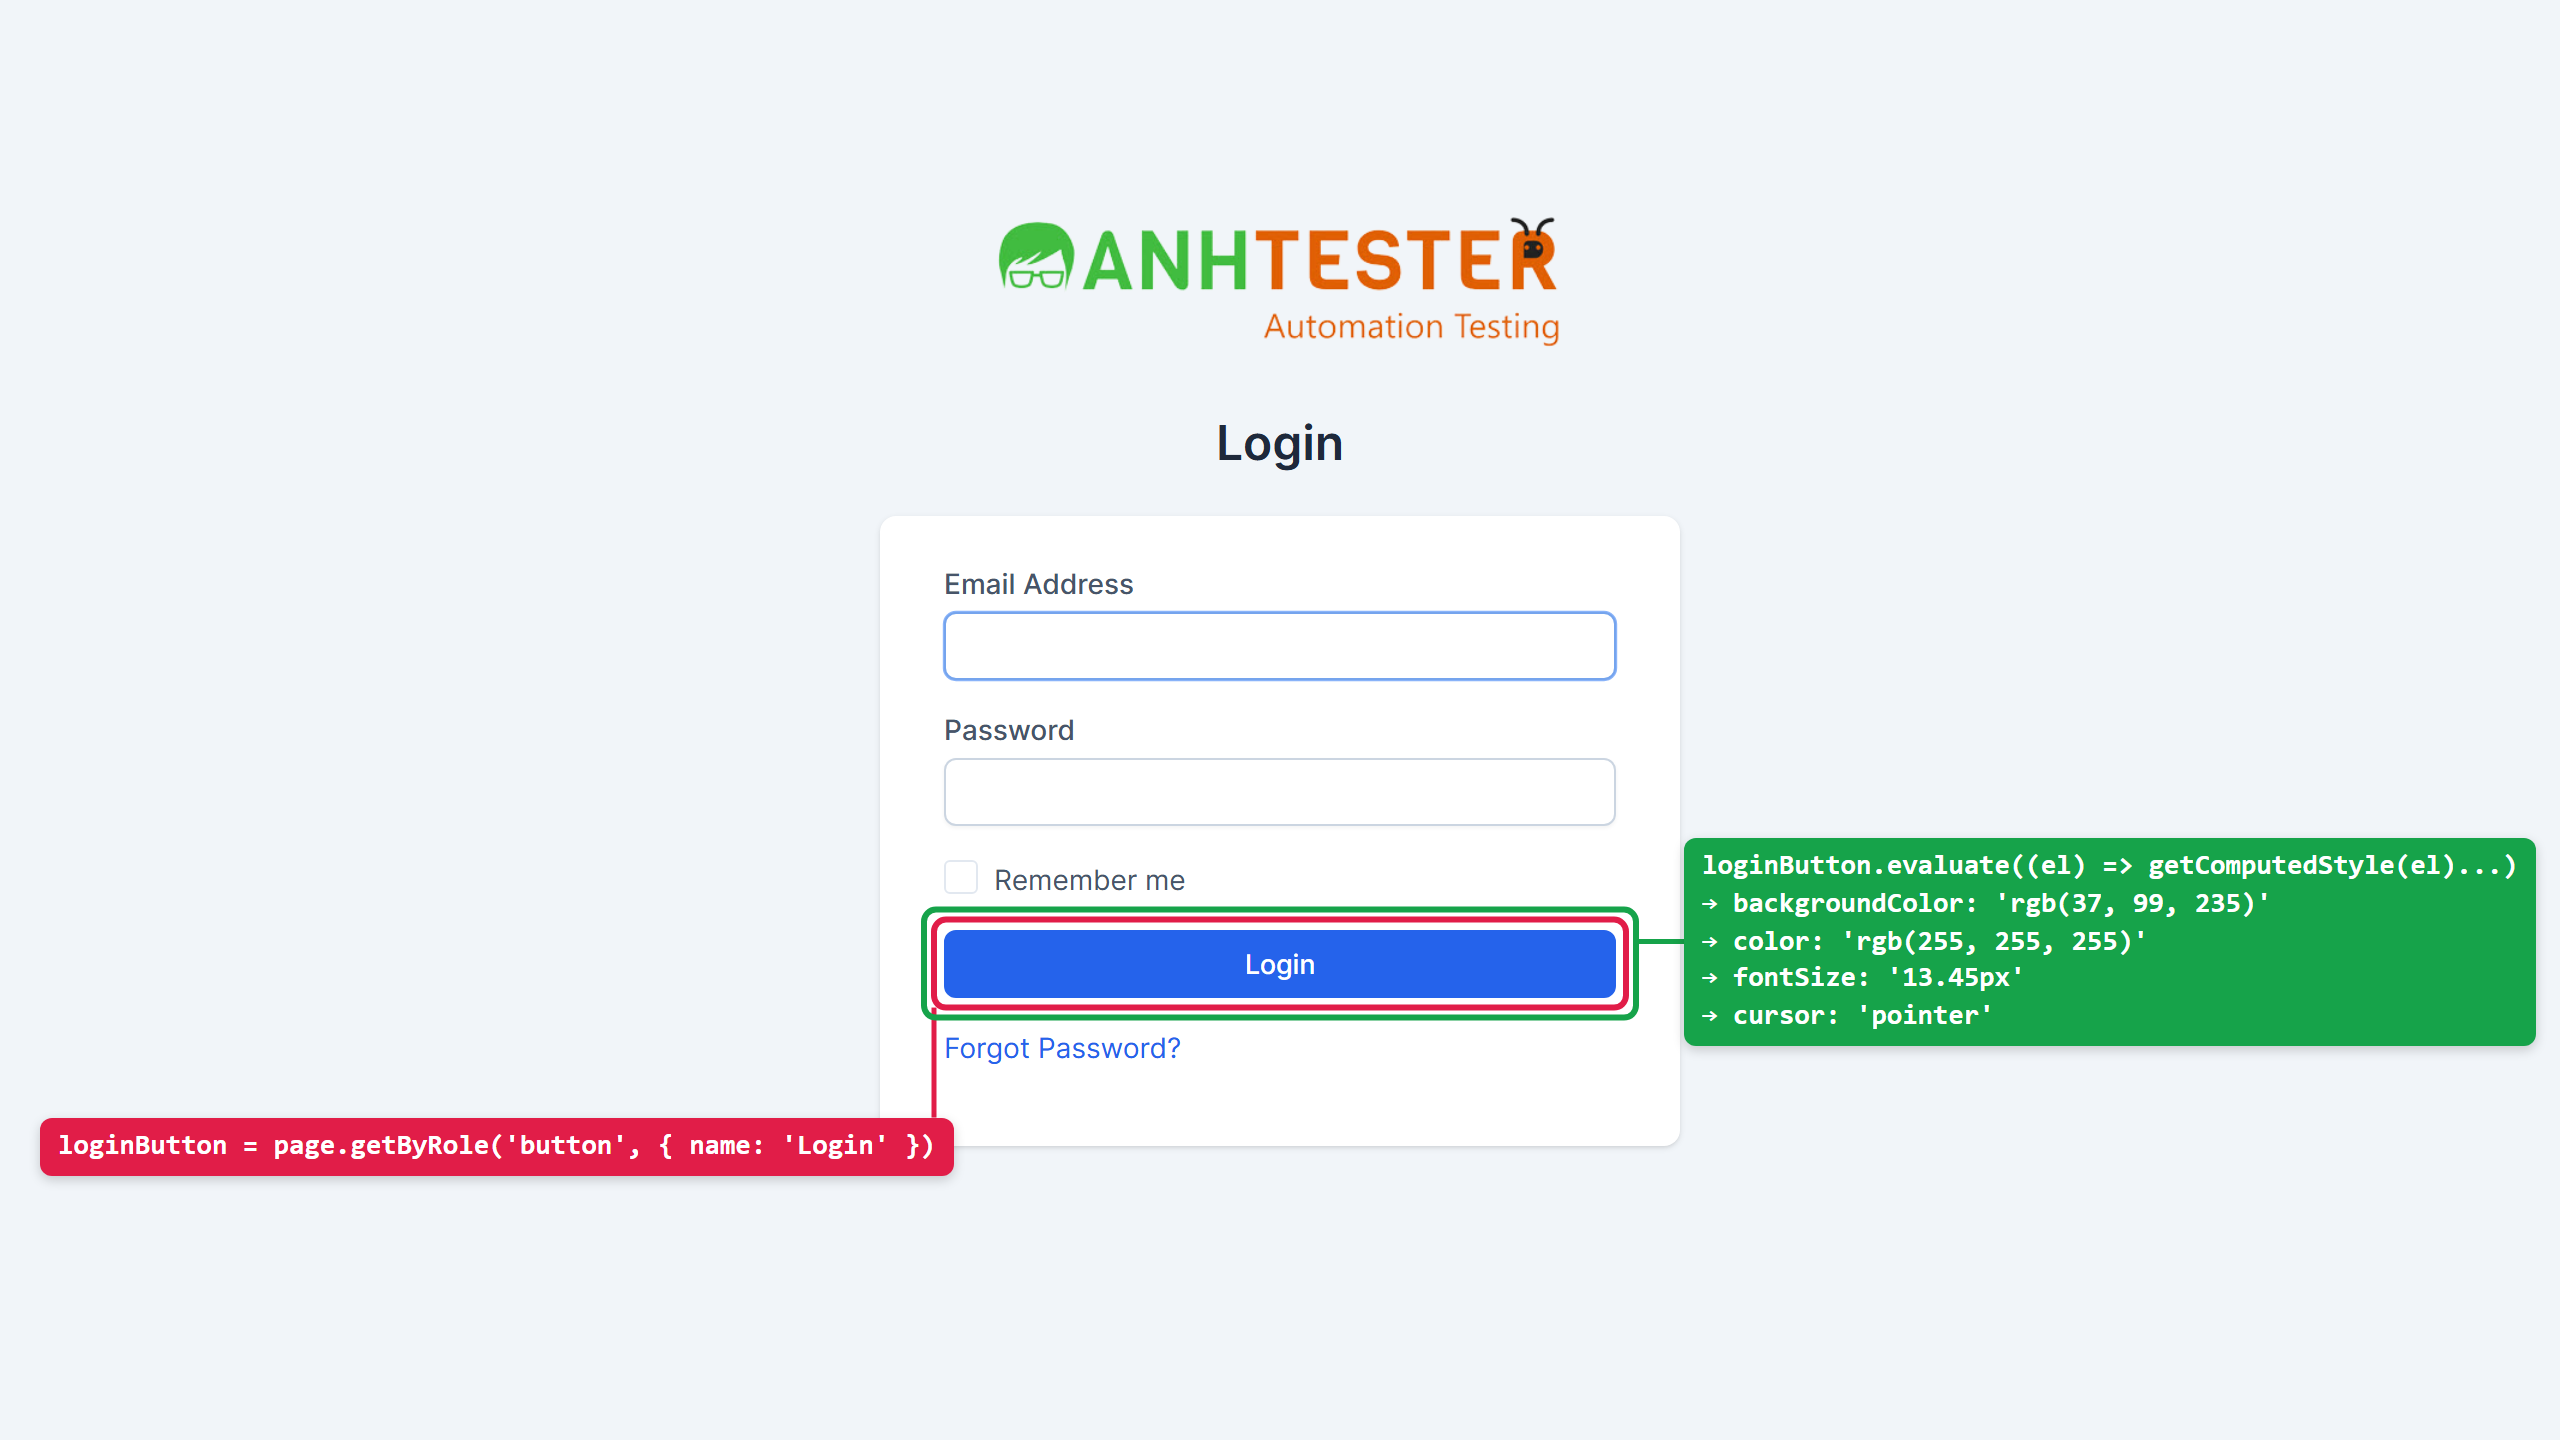 ANHTESTER
Automation Testing
Login
Email Address
Password
Remember me
Login
Forgot Password?
loginButton.evaluate((el) => getComputedStyle(el)...)
→ backgroundColor: 'rgb(37, 99, 235)'
→ color: 'rgb(255, 255, 255)'
→ fontSize: '13.45px'
→ cursor: 'pointer'
loginButton = page.getByRole('button', { name: 'Login' })